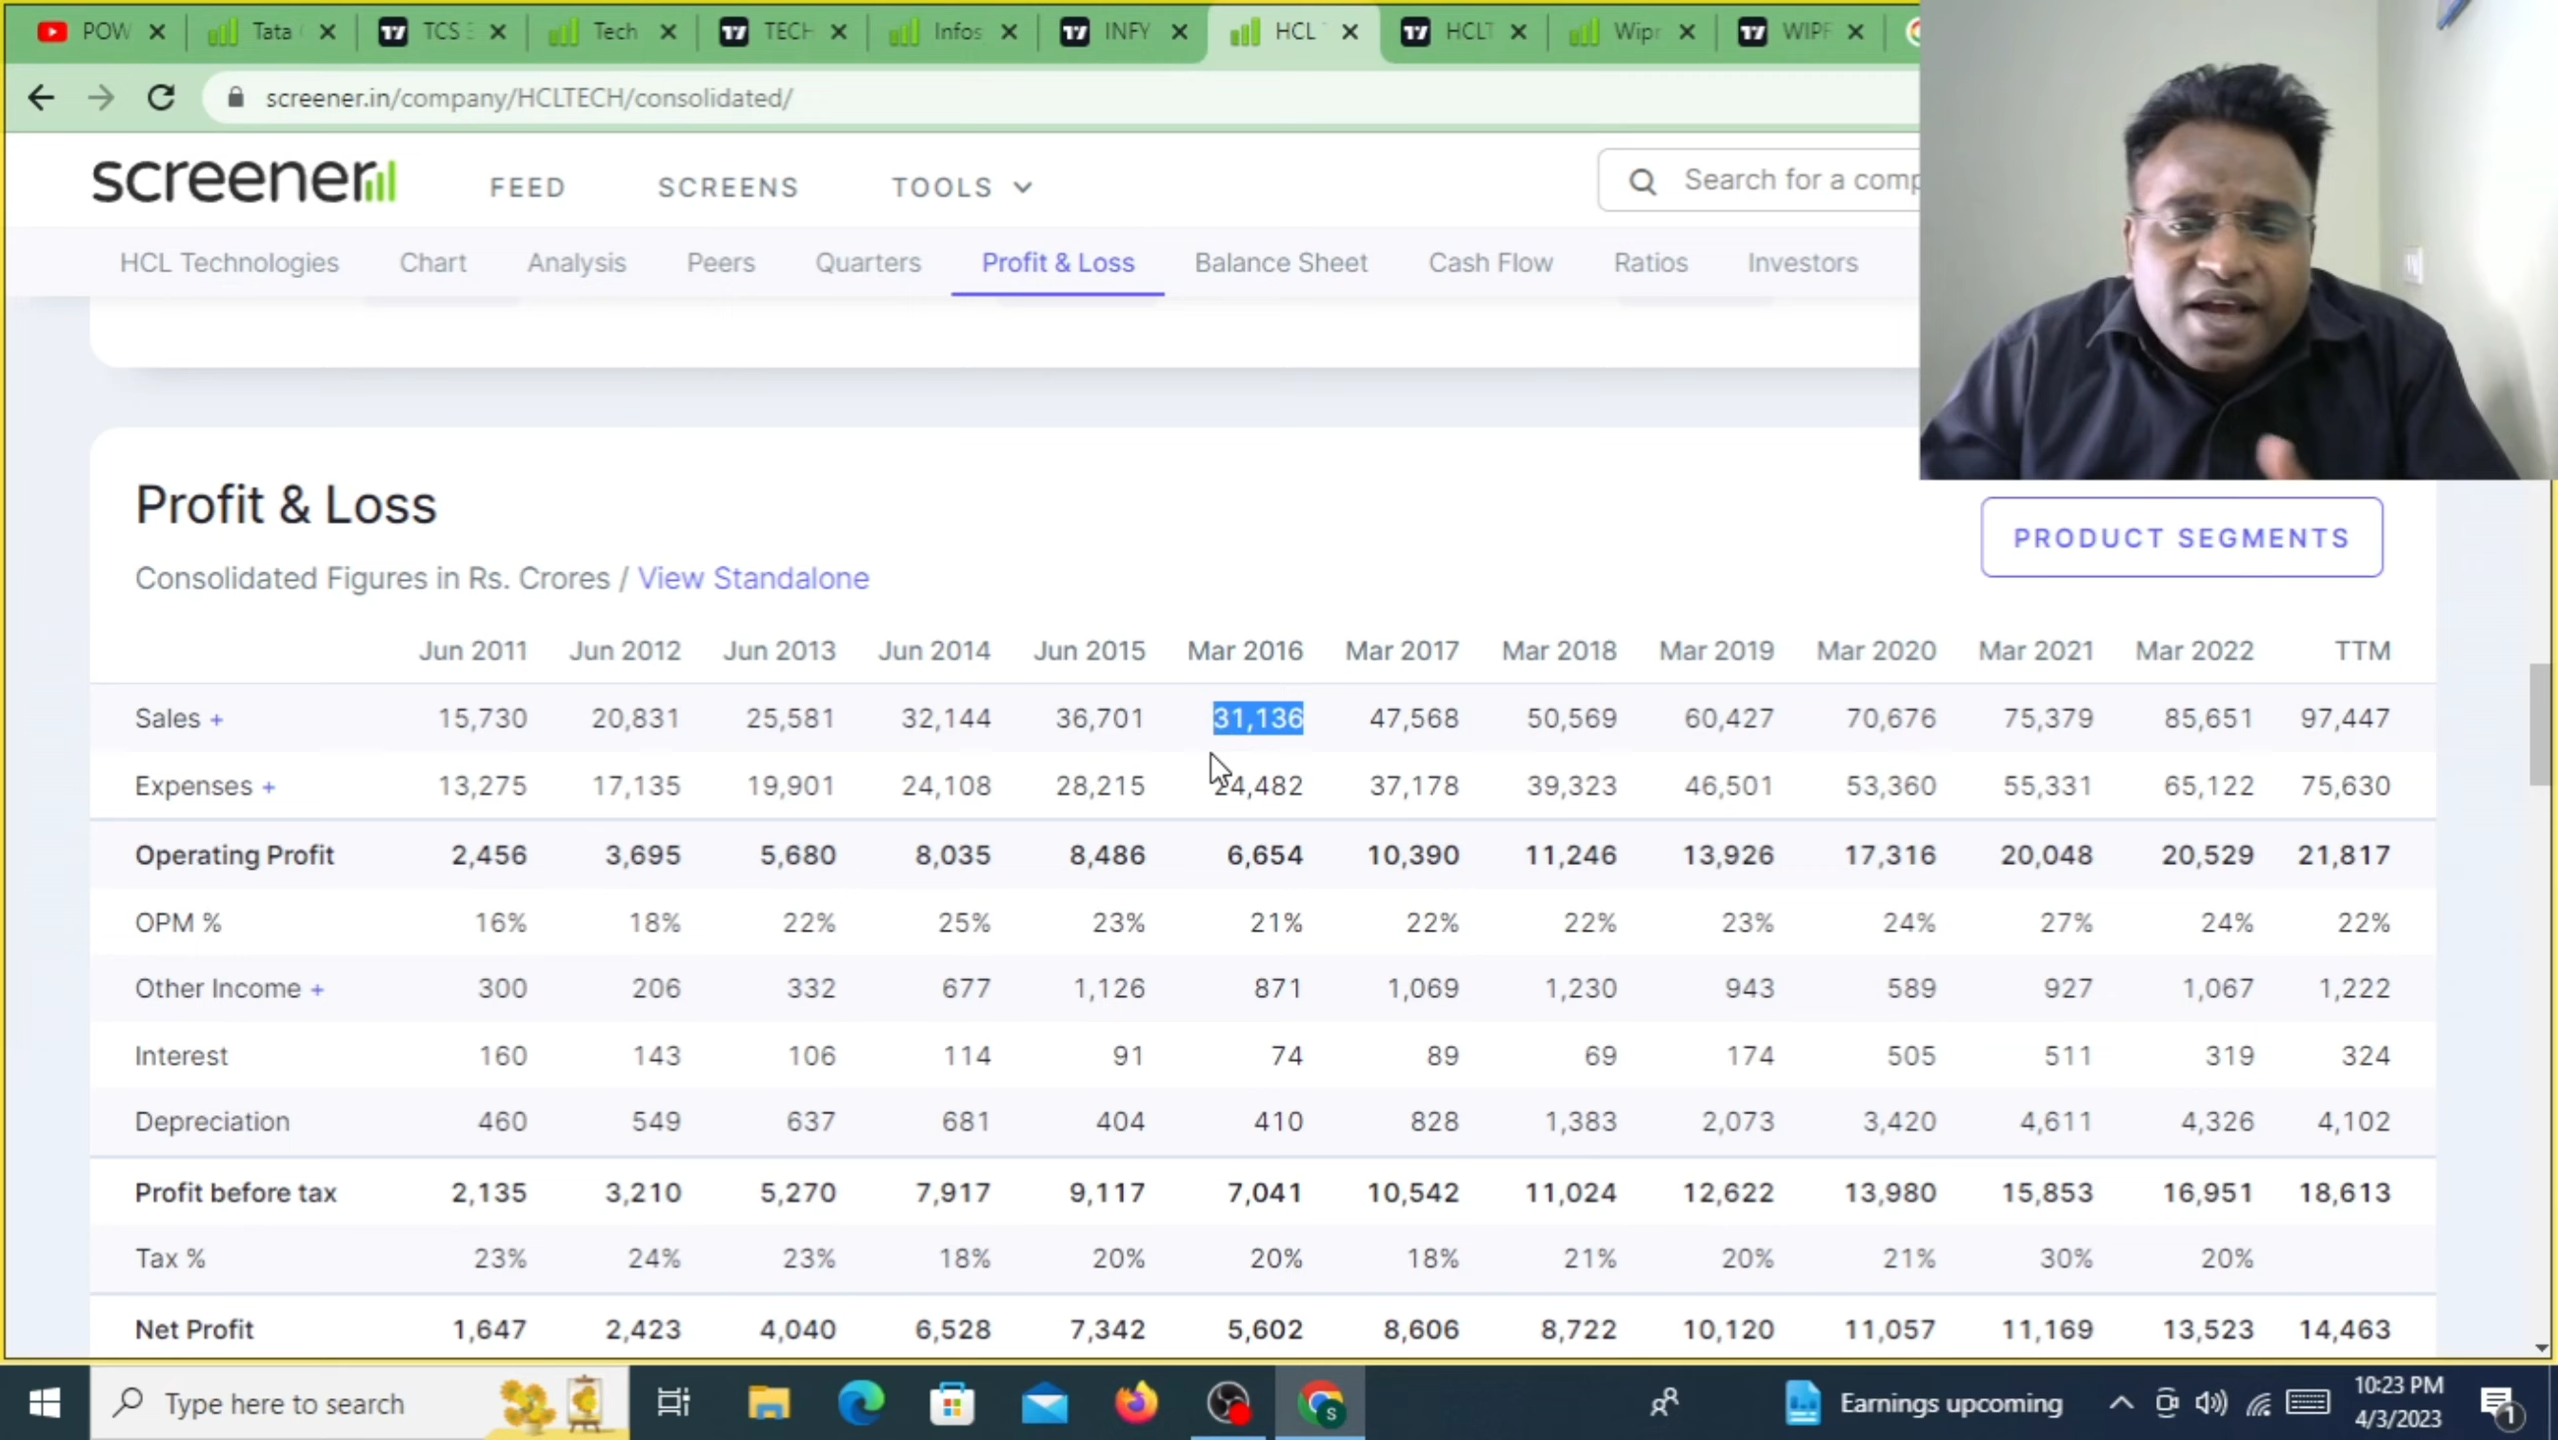 POW Tata TCS Tech TECH Infos INFY HCL HCLT Wipr WIPF
screener.in/company/HCLTECH/consolidated/
screener FEED SCREENS TOOLS Search for a comp
HCL Technologies Chart Analysis Peers Quarters Profit & Loss Balance Sheet Cash Flow Ratios Investors
Profit & Loss
PRODUCT SEGMENTS
Consolidated Figures in Rs. Crores / View Standalone
Jun 2011 Jun 2012 Jun 2013 Jun 2014 Jun 2015 Mar 2016 Mar 2017 Mar 2018 Mar 2019 Mar 2020 Mar 2021 Mar 2022 TTM
Sales + 15,730 20,831 25,581 32,144 36,701 31,136 47,568 50,569 60,427 70,676 75,379 85,651 97,447
Expenses + 13,275 17,135 19,901 24,108 28,215 24,482 37,178 39,323 46,501 53,360 55,331 65,122 75,630
Operating Profit 2,456 3,695 5,680 8,035 8,486 6,654 10,390 11,246 13,926 17,316 20,048 20,529 21,817
OPM % 16% 18% 22% 25% 23% 21% 22% 22% 23% 24% 27% 24% 22%
Other Income + 300 206 332 677 1,126 871 1,069 1,230 943 589 927 1,067 1,222
Interest 160 143 106 114 91 74 89 69 174 505 511 319 324
Depreciation 460 549 637 681 404 410 828 1,383 2,073 3,420 4,611 4,326 4,102
Profit before tax 2,135 3,210 5,270 7,917 9,117 7,041 10,542 11,024 12,622 13,980 15,853 16,951 18,613
Tax % 23% 24% 23% 18% 20% 20% 18% 21% 20% 21% 30% 20%
Net Profit 1,647 2,423 4,040 6,528 7,342 5,602 8,606 8,722 10,120 11,057 11,169 13,523 14,463
Type here to search S Earnings upcoming 10:23 PM
4/3/2023 1